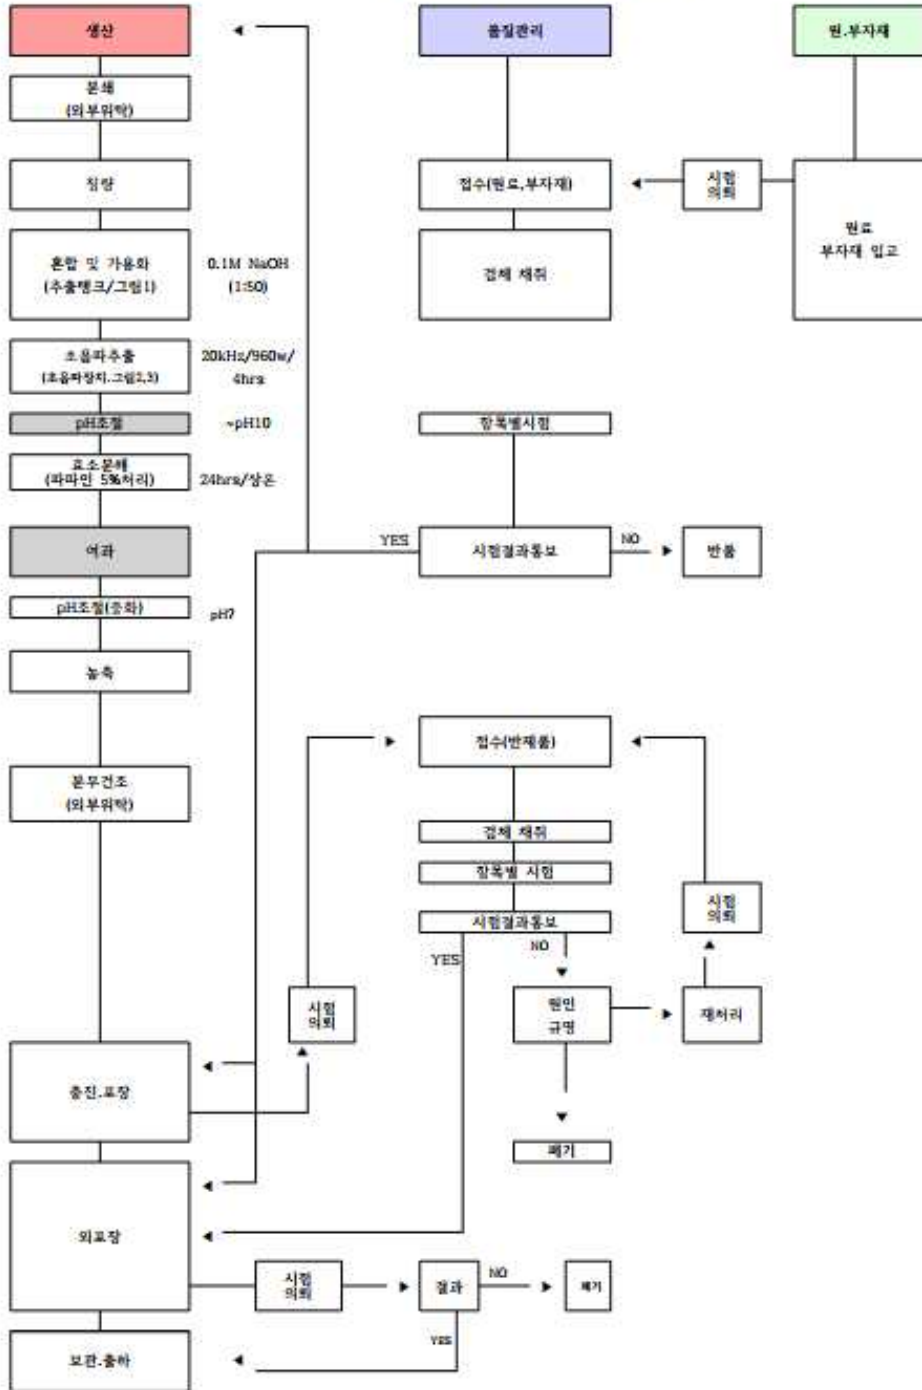 생산
분쇄
(외부위탁)
칭량
혼합 및 가용화
(추출탱크/그림1)
0.1M NaOH
(1:50)
초음파추출
(초음파장치.그림2,3)
20kHz/960w/
4hrs
pH조절
~pH10
효소분해
(파파인 5%처리)
24hrs/상온
여과
pH조절(중화)
pH7
농축
분무건조
(외부위탁)
충진.포장
외포장
보관.출하
품질관리
접수(원료,부자재)
검체 채취
항목별시험
시험결과통보
YES
NO
반품
원.부자재
시험
의뢰
원료
부자재 입고
접수(반제품)
검체 채취
항목별 시험
시험결과통보
YES
NO
시험
의뢰
원인
규명
재처리
시험
의뢰
폐기
시험
의뢰
결과
NO
폐기
YES